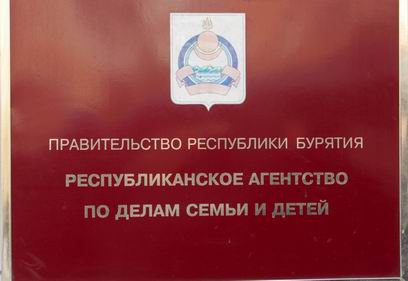 ПРАВИТЕЛЬСТВО РЕСПУБЛИКИ БУРЯТИЯ
РЕСПУБЛИКАНСКОЕ АГЕНТСТВО
ПО ДЕЛАМ СЕМЬИ И ДЕТЕЙ